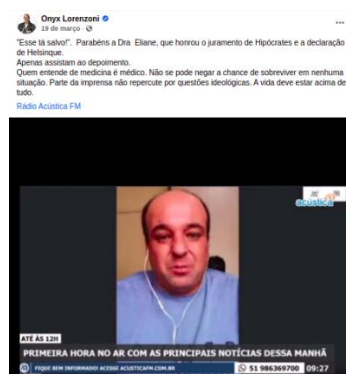 Onyx Lorenzoni
19 de março ·
"Esse tá salvo!". Parabéns a Dra Eliane, que honrou o juramento de Hipócrates e a declaração
de Helsinque.
Apenas assistam ao depoimento.
Quem entende de medicina é médico. Não se pode negar a chance de sobreviver em nenhuma
situação. Parte da imprensa não repercute por questões ideológicas. A vida deve estar acima de
tudo.
Rádio Acústica FM
acústica
ATÉ ÀS 12H
PRIMEIRA HORA NO AR COM AS PRINCIPAIS NOTÍCIAS DESSA MANHÃ
FIQUE BEM INFORMADO: ACESSE ACUSTICAFM.COM.BR
51 986369700 09:27